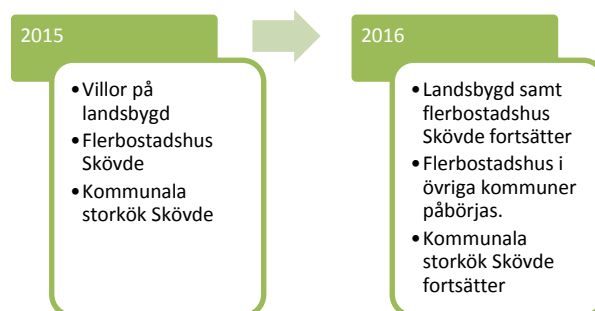 2015
•Villor på
landsbygd
•Flerbostadshus
Skövde
•Kommunala
storkök Skövde
2016
•Landsbygd samt
flerbostadshus
Skövde fortsätter
•Flerbostadshus i
övriga kommuner
påbörjas.
•Kommunala
storkök Skövde
fortsätter